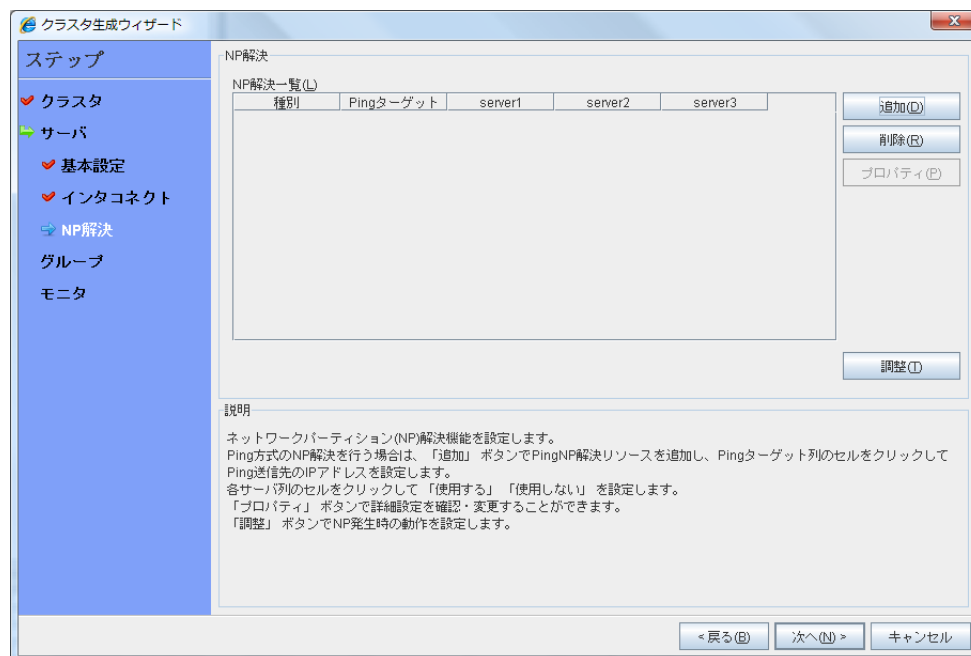 クラスタ生成ウィザード
ステップ
クラスタ
サーバ
基本設定
インタコネクト
NP解決
グループ
モニタ
NP解決
NP解決一覧(L)
種別 Pingターゲット server1 server2 server3
追加(D)
削除(R)
プロパティ(P)
調整(T)
説明
ネットワークパーティション(NP)解決機能を設定します。
Ping方式のNP解決を行う場合は、「追加」ボタンでPingNP解決リソースを追加し、Pingターゲット列のセルをクリックして
Ping送信先のIPアドレスを設定します。
各サーバ列のセルをクリックして「使用する」「使用しない」を設定します。
「プロパティ」ボタンで詳細設定を確認・変更することができます。
「調整」ボタンでNP発生時の動作を設定します。
<戻る(B) 次へ(N)> キャンセル